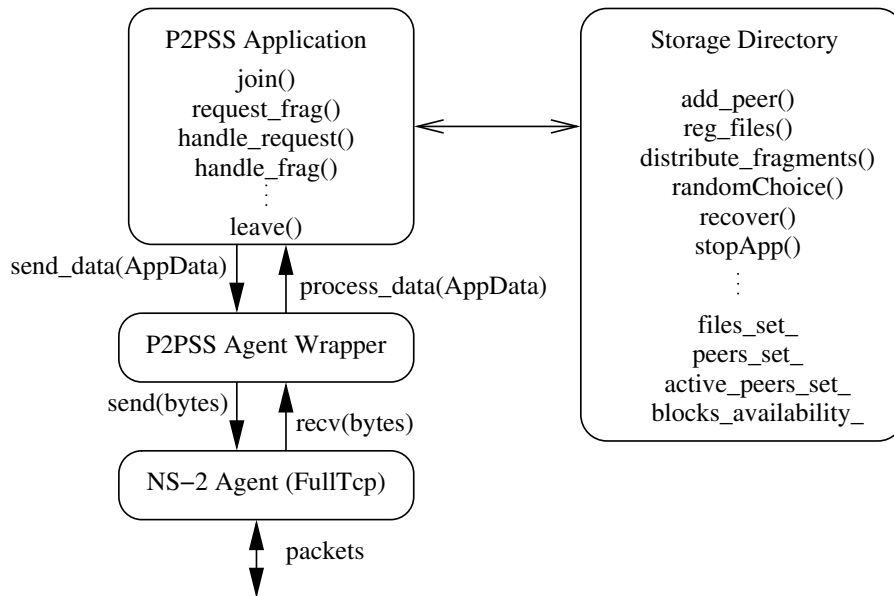 P2PSS Application
join()
request_frag()
handle_request()
handle_frag()
leave()
send_data(AppData)
process_data(AppData)
P2PSS Agent Wrapper
send(bytes)
recv(bytes)
NS−2 Agent (FullTcp)
packets
Storage Directory
add_peer()
reg_files()
distribute_fragments()
randomChoice()
recover()
stopApp()
files_set_
peers_set_
active_peers_set_
blocks_availability_